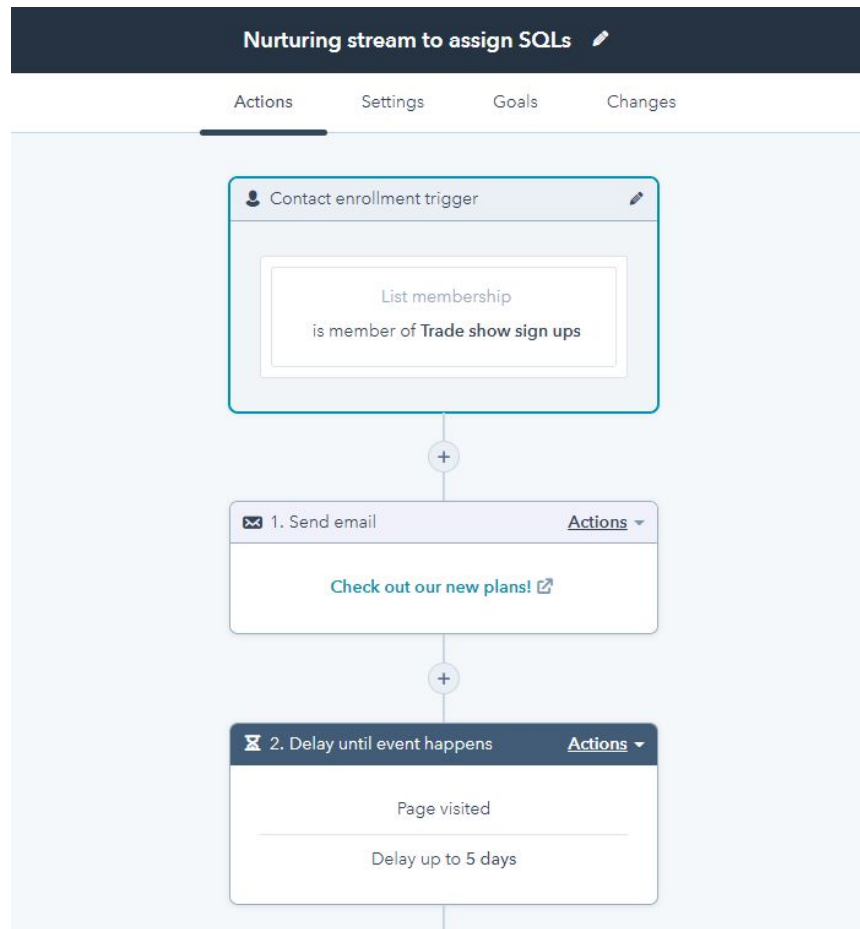 Nurturing stream to assign SQLs
Actions Settings Goals Changes
Contact enrollment trigger
List membership
is member of Trade show sign ups
+
1. Send email Actions
Check out our new plans!
+
2. Delay until event happens Actions
Page visited
Delay up to 5 days